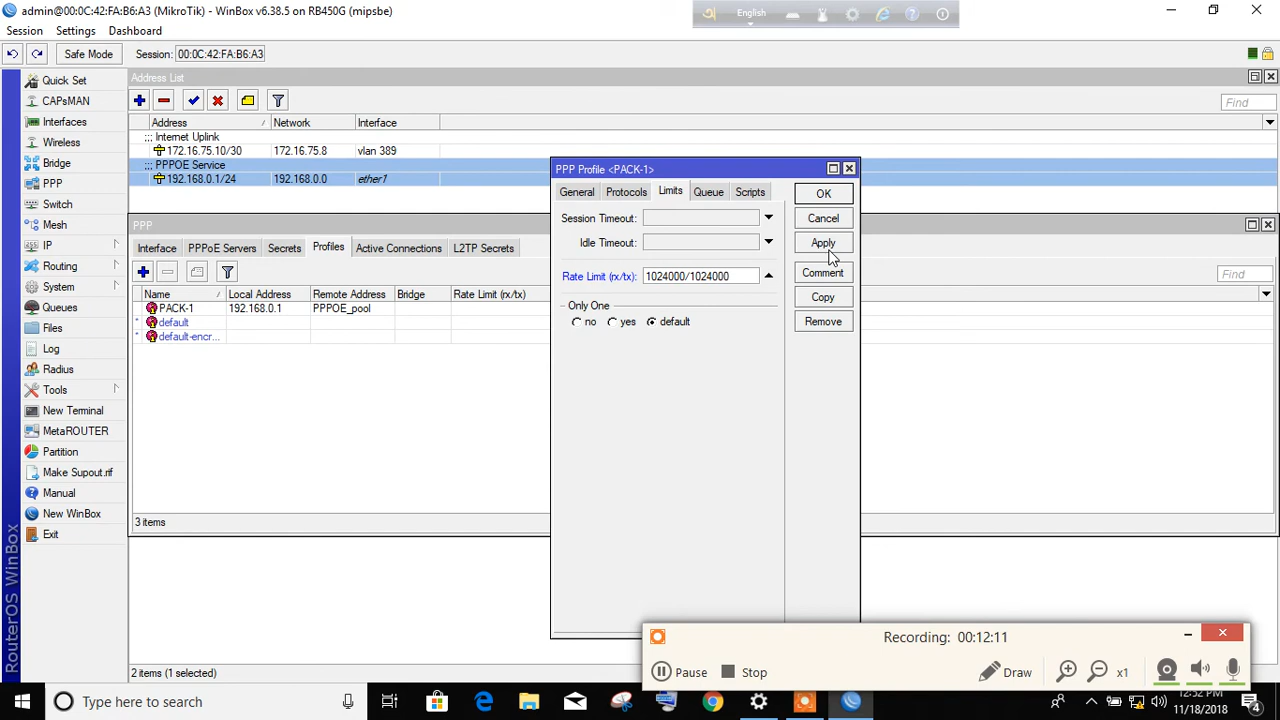 admin@00:0C:42:FA:B6:A3 (MikroTik) - WinBox v6.38.5 on RB450G (mipsbe)
English
Session Settings Dashboard
Safe Mode Session: 00:0C:42:FA:B6:A3
Quick Set
CAPsMAN
Interfaces
Wireless
Bridge
PPP
Switch
Mesh
IP
Routing
System
Queues
Files
Log
Radius
Tools
New Terminal
MetaROUTER
Partition
Make Supout.rif
Manual
New WinBox
Exit
RouterOS WinBox
Address List
Find
Address Network Interface
::: Internet Uplink
172.16.75.10/30 172.16.75.8 vlan 389
::: PPPOE Service
192.168.0.1/24 192.168.0.0 ether1
PPP
Interface PPPoE Servers Secrets Profiles Active Connections L2TP Secrets
Find
Name Local Address Remote Address Bridge Rate Limit (rx/tx)
PACK-1 192.168.0.1 PPPOE_pool
* default
* default-encr...
3 items
2 items (1 selected)
PPP Profile <PACK-1>
General Protocols Limits Queue Scripts
Session Timeout:
Idle Timeout:
Rate Limit (rx/tx): 1024000/1024000
Only One
no yes default
OK
Cancel
Apply
Comment
Copy
Remove
Recording: 00:12:11
Pause Stop Draw x1
Type here to search
12:52 PM
11/18/2018
4